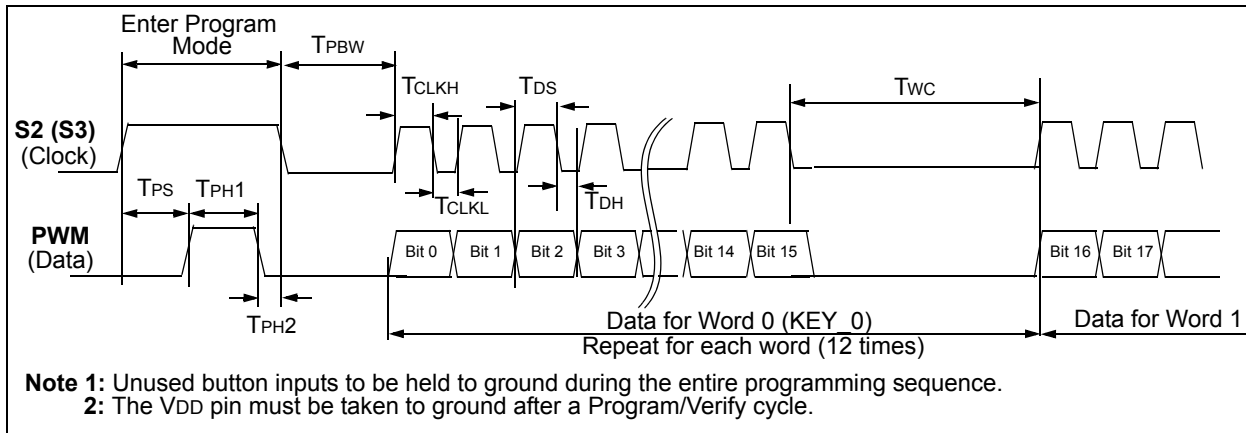 Enter Program
Mode
TPBW
TCLKH
TDS
TWC
S2 (S3)
(Clock)
TPS
TPH1
TCLKL
TDH
PWM
(Data)
Bit 0
Bit 1
Bit 2
Bit 3
Bit 14
Bit 15
Bit 16
Bit 17
TPH2
Data for Word 0 (KEY_0)
Data for Word 1
Repeat for each word (12 times)
Note 1: Unused button inputs to be held to ground during the entire programming sequence.
2: The VDD pin must be taken to ground after a Program/Verify cycle.